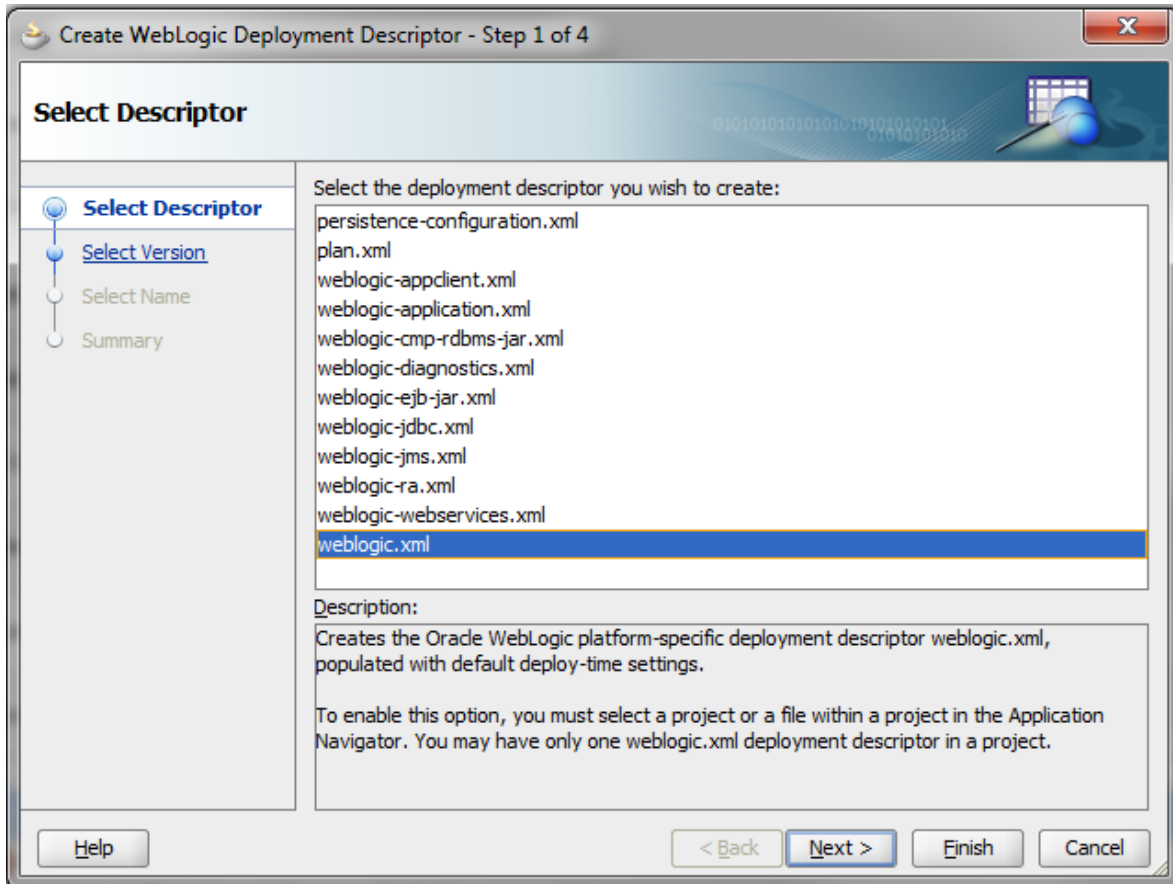 Create WebLogic Deployment Descriptor - Step 1 of 4
Select Descriptor
010101010101010101010101010101
01010101010
Select Descriptor
Select Version
Select Name
Summary
Select the deployment descriptor you wish to create:
persistence-configuration.xml
plan.xml
weblogic-appclient.xml
weblogic-application.xml
weblogic-cmp-rdbms-jar.xml
weblogic-diagnostics.xml
weblogic-ejb-jar.xml
weblogic-jdbc.xml
weblogic-jms.xml
weblogic-ra.xml
weblogic-webservices.xml
weblogic.xml
Description:
Creates the Oracle WebLogic platform-specific deployment descriptor weblogic.xml,
populated with default deploy-time settings.
To enable this option, you must select a project or a file within a project in the Application
Navigator. You may have only one weblogic.xml deployment descriptor in a project.
Help
< Back
Next >
Finish
Cancel